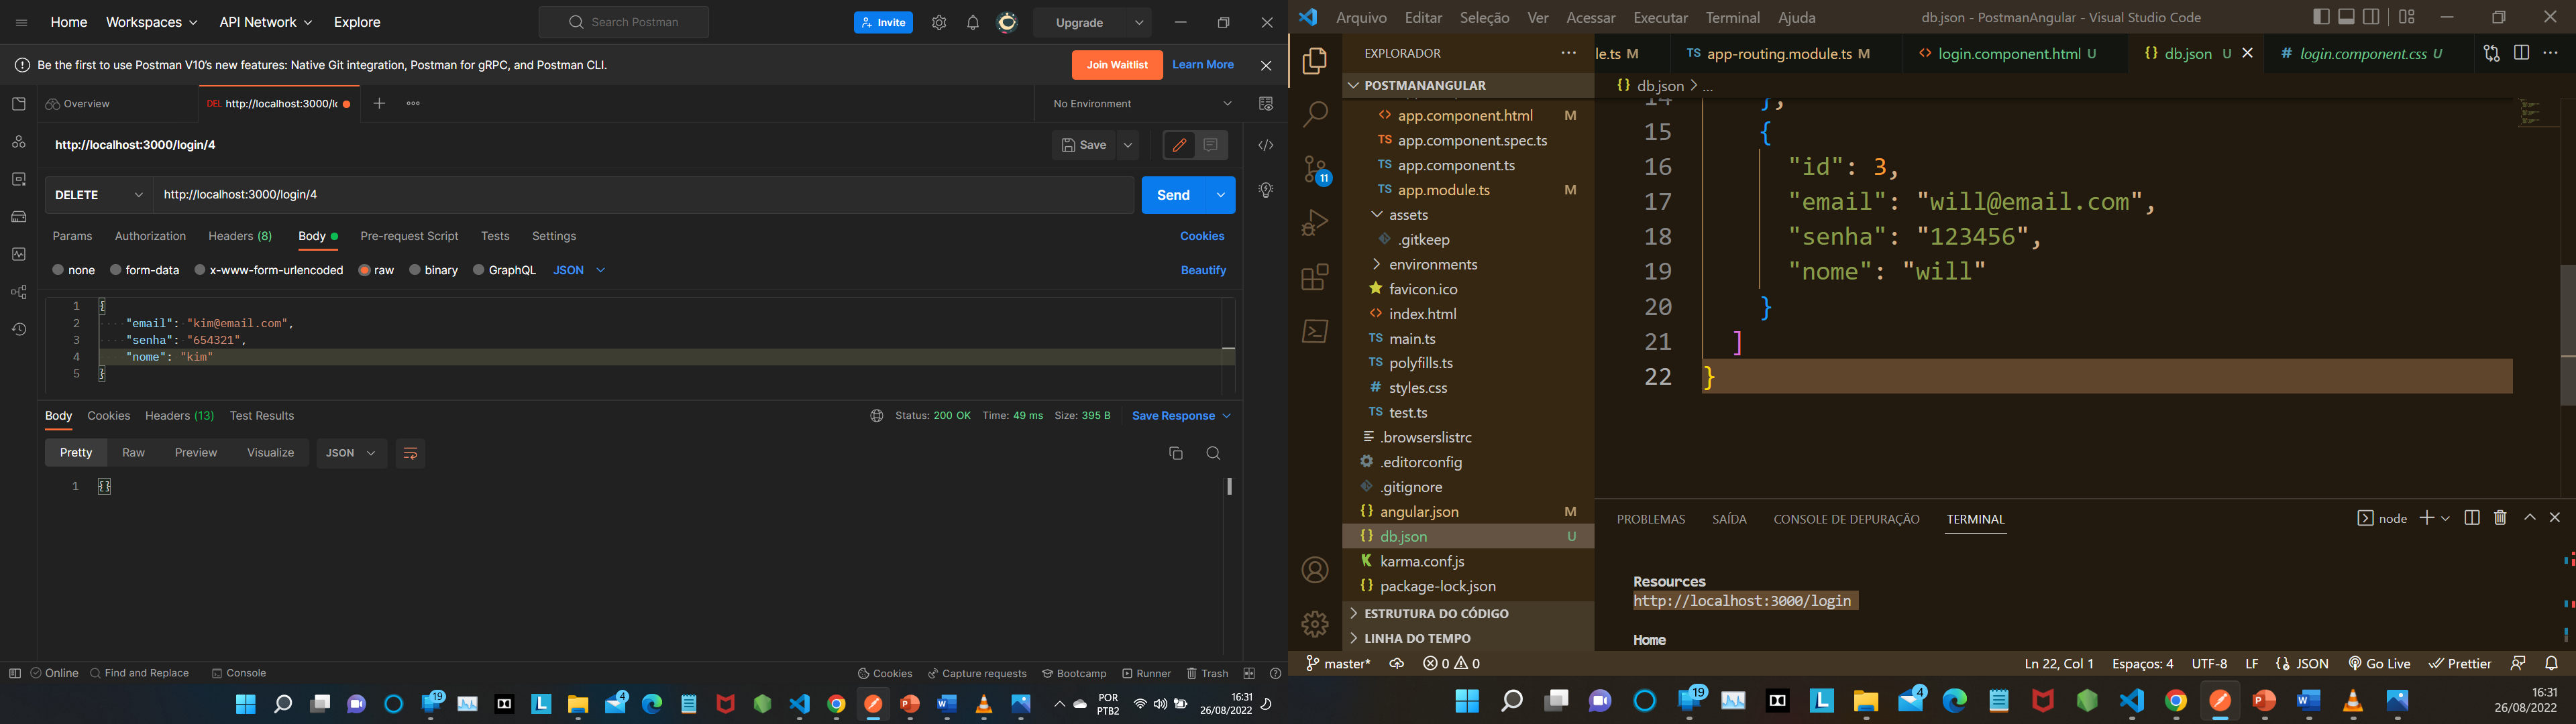 Home Workspaces API Network Explore Search Postman Invite Upgrade
Be the first to use Postman V10's new features: Native Git integration, Postman for gRPC, and Postman CLI. Join Waitlist Learn More
Overview DEL http://localhost:3000/l No Environment
http://localhost:3000/login/4 Save
DELETE http://localhost:3000/login/4 Send
Params Authorization Headers (8) Body Pre-request Script Tests Settings Cookies
none form-data x-www-form-urlencoded raw binary GraphQL JSON Beautify
1 {
2 "email": "kim@email.com",
3 "senha": "654321",
4 "nome": "kim"
5 }
Body Cookies Headers (13) Test Results Status: 200 OK Time: 49 ms Size: 395 B Save Response
Pretty Raw Preview Visualize JSON
1 {}
Online Find and Replace Console Cookies Capture requests Bootcamp Runner Trash
19 4 POR PTB2 16:31 26/08/2022
Arquivo Editar Seleção Ver Acessar Executar Terminal Ajuda db.json - PostmanAngular - Visual Studio Code
EXPLORADOR
POSTMANANGULAR
app.component.html M
app.component.spec.ts
app.component.ts
app.module.ts M
assets
.gitkeep
environments
favicon.ico
index.html
main.ts
polyfills.ts
styles.css
test.ts
.browserslistrc
.editorconfig
.gitignore
angular.json M
db.json U
karma.conf.js
package-lock.json
ESTRUTURA DO CÓDIGO
LINHA DO TEMPO
11
le.ts M TS app-routing.module.ts M login.component.html U db.json U login.component.css U
db.json > ...
14 },
15 {
16 "id": 3,
17 "email": "will@email.com",
18 "senha": "123456",
19 "nome": "will"
20 }
21 ]
22 }
PROBLEMAS SAÍDA CONSOLE DE DEPURAÇÃO TERMINAL node
Resources
http://localhost:3000/login
Home
master* 0 0 Ln 22, Col 1 Espaços: 4 UTF-8 LF JSON Go Live Prettier
19 4 16:31
26/08/2022